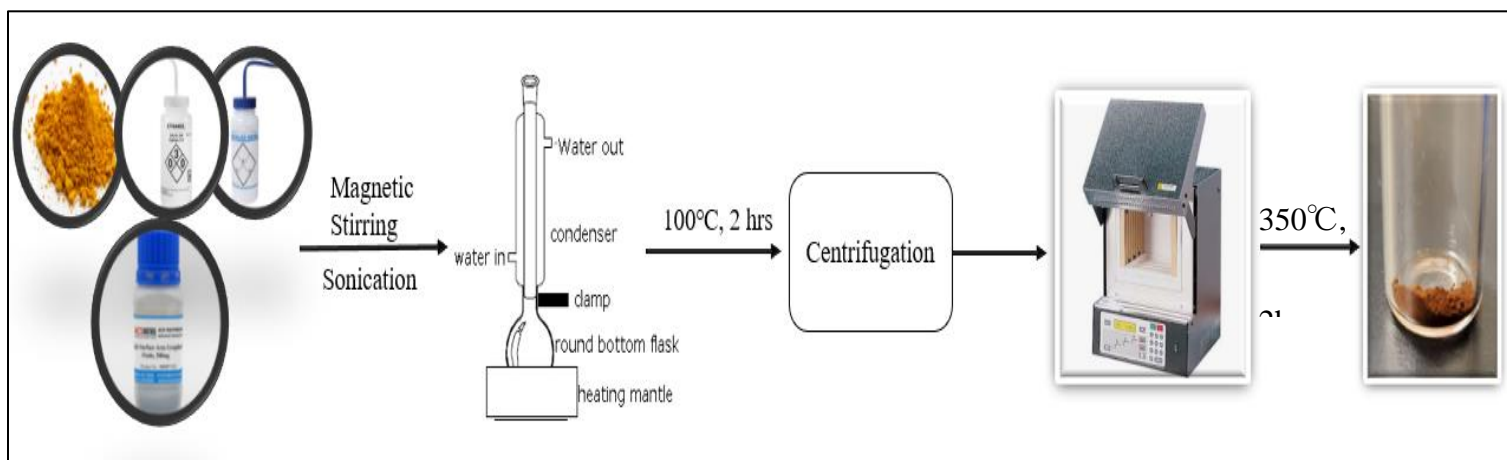 ETHANOL
Magnetic
Stirring
Sonication
Water out
condenser
water in
clamp
round bottom flask
heating mantle
100°C, 2 hrs
Centrifugation
350℃,